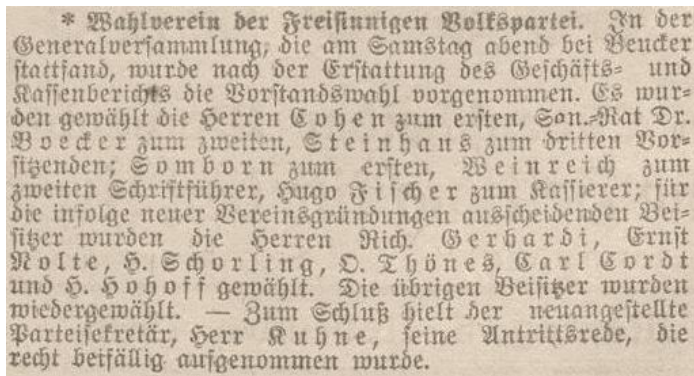 * Wahlverein der Freisinnigen Volkspartei. In der
Generalversammlung, die am Samstag abend bei Beucker
stattfand, wurde nach der Erstattung des Geschäfts- und
Kassenberichts die Vorstandswahl vorgenommen. Es wur-
den gewählt die Herren Cohen zum ersten, San.-Rat Dr.
Boecker zum zweiten, Steinhaus zum dritten Vor-
sitzenden; Somborn zum ersten, Weinreich zum
zweiten Schriftführer, Hugo Fischer zum Kassierer; für
die infolge neuer Vereinsgründungen ausscheidenden Bei-
sitzer wurden die Herren Rich. Gerhardi, Ernst
Nolte, H. Schorling, O. Thönes, Carl Cordt
und H. Hohoff gewählt. Die übrigen Beisitzer wurden
wiedergewählt. — Zum Schluß hielt der neuangestellte
Parteisekretär, Herr Kuhne, seine Antrittsrede, die
recht beifällig aufgenommen wurde.